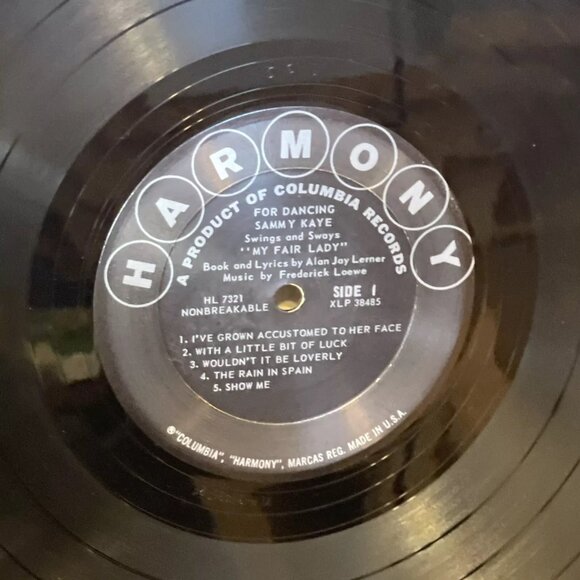 HARMONY
A PRODUCT OF COLUMBIA RECORDS
FOR DANCING
SAMMY KAYE
Swings and Sways
""MY FAIR LADY"
Book and Lyrics by Alan Jay Lerner
Music by Frederick Loewe
HL 7321
NONBREAKABLE
SIDE 1
XLP 38485
1. I'VE GROWN ACCUSTOMED TO HER FACE
2. WITH A LITTLE BIT OF LUCK
3. WOULDN'T IT BE LOVERLY
4. THE RAIN IN SPAIN
5. SHOW ME
®"COLUMBIA", "HARMONY", MARCAS REG. MADE IN U.S.A.